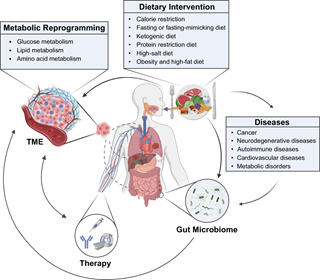 Metabolic Reprogramming
• Glucose metabolism
• Lipid metabolism
• Amino acid metabolism
Dietary Intervention
• Calorie restriction
• Fasting or fasting-mimicking diet
• Ketogenic diet
• Protein restriction diet
• High-salt diet
• Obesity and high-fat diet
Diseases
• Cancer
• Neurodegenerative diseases
• Autoimmune diseases
• Cardiovascular diseases
• Metabolic disorders
TME
Gut Microbiome
Therapy